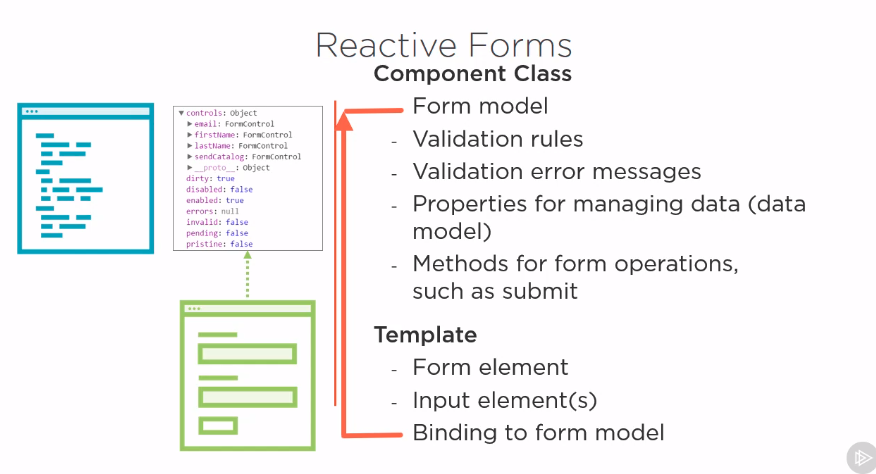 Reactive Forms
Component Class
Form model
- Validation rules
- Validation error messages
- Properties for managing data (data
model)
- Methods for form operations,
such as submit
Template
- Form element
- Input element(s)
Binding to form model
▼ controls: Object
▶ email: FormControl
▶ firstName: FormControl
▶ lastName: FormControl
▶ sendCatalog: FormControl
▶ __proto__: Object
dirty: true
disabled: false
enabled: true
errors: null
invalid: false
pending: false
pristine: false